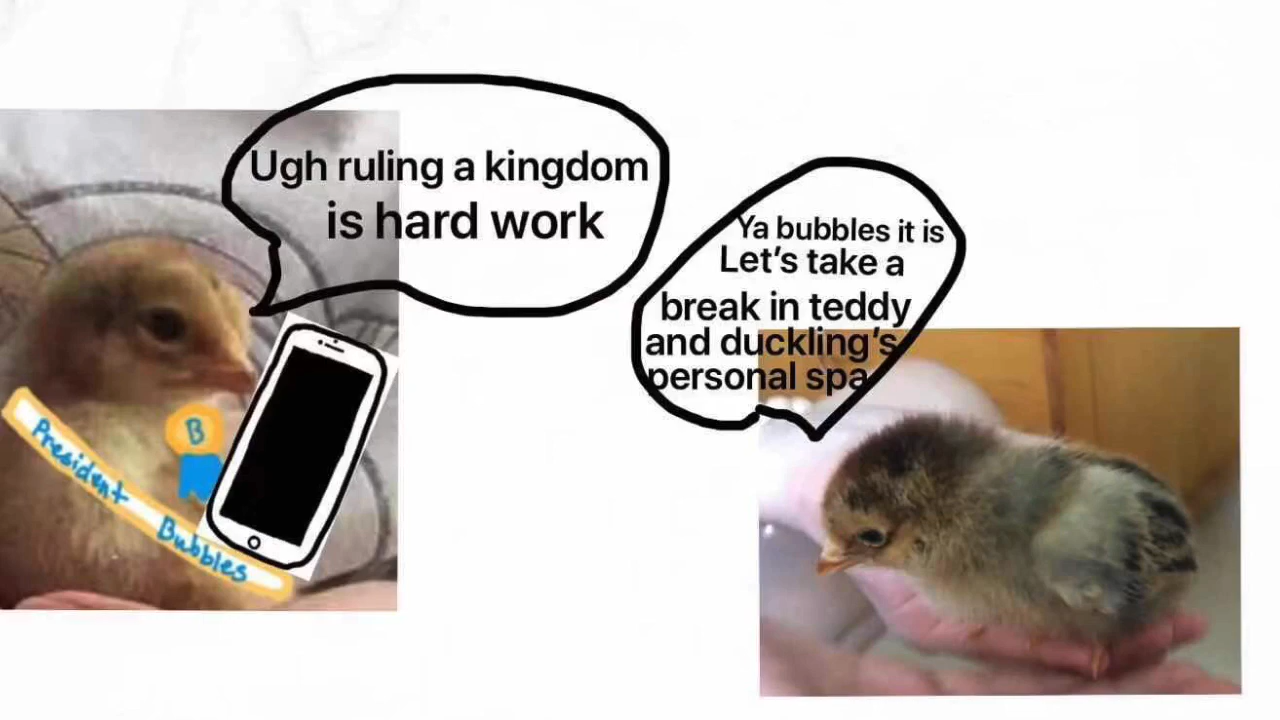 Ugh ruling a kingdom
is hard work
Ya bubbles it is
Let's take a
break in teddy
and duckling's
personal spa
B
President Bubbles